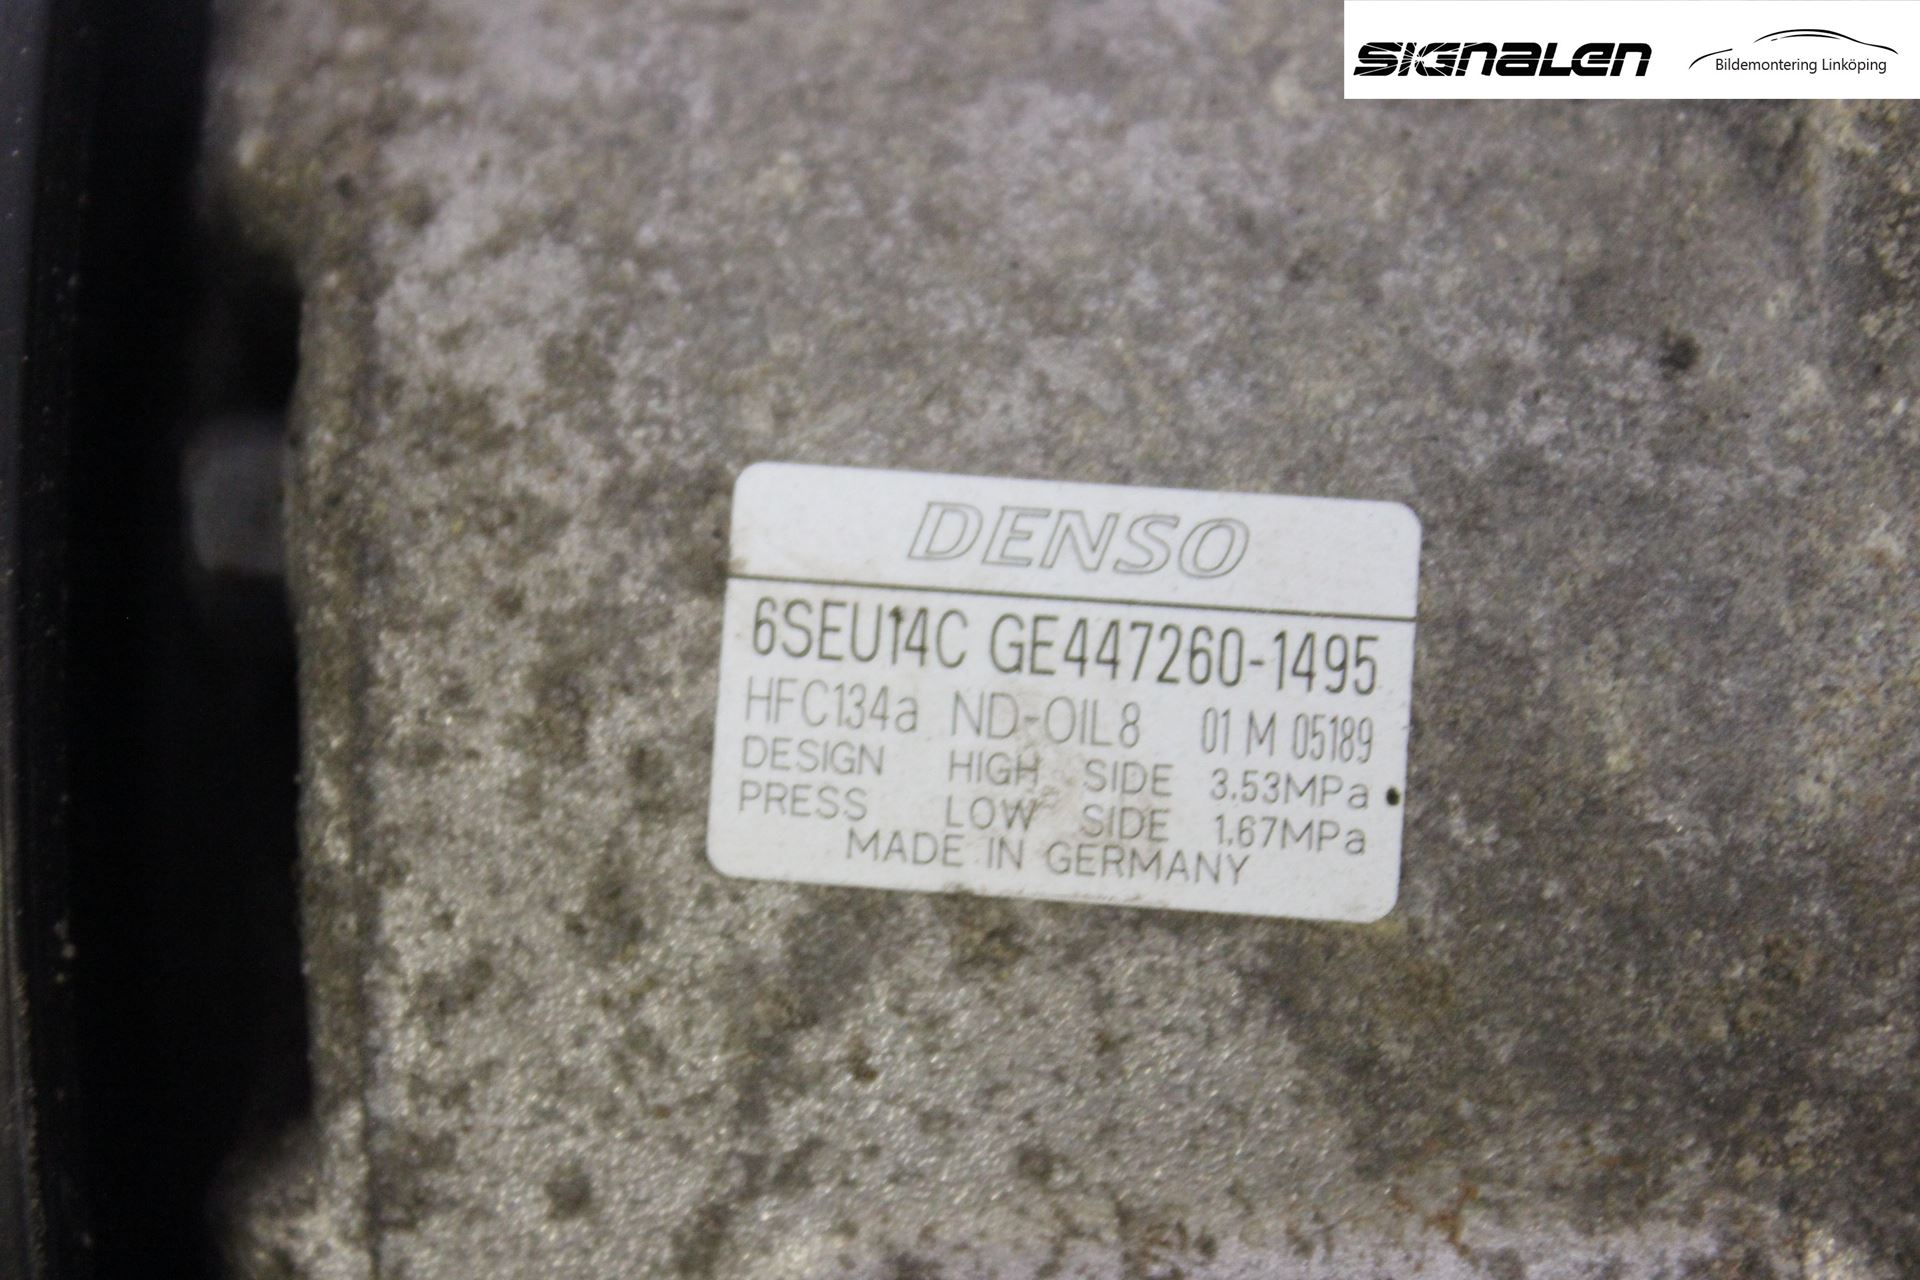 SIGNALEN
Bildemontering Linköping
DENSO
6SEU14C GE447260-1495
HFC134a ND-OIL8 01 M 05189
DESIGN HIGH SIDE 3.53MPa
PRESS LOW SIDE 1.67MPa
MADE IN GERMANY